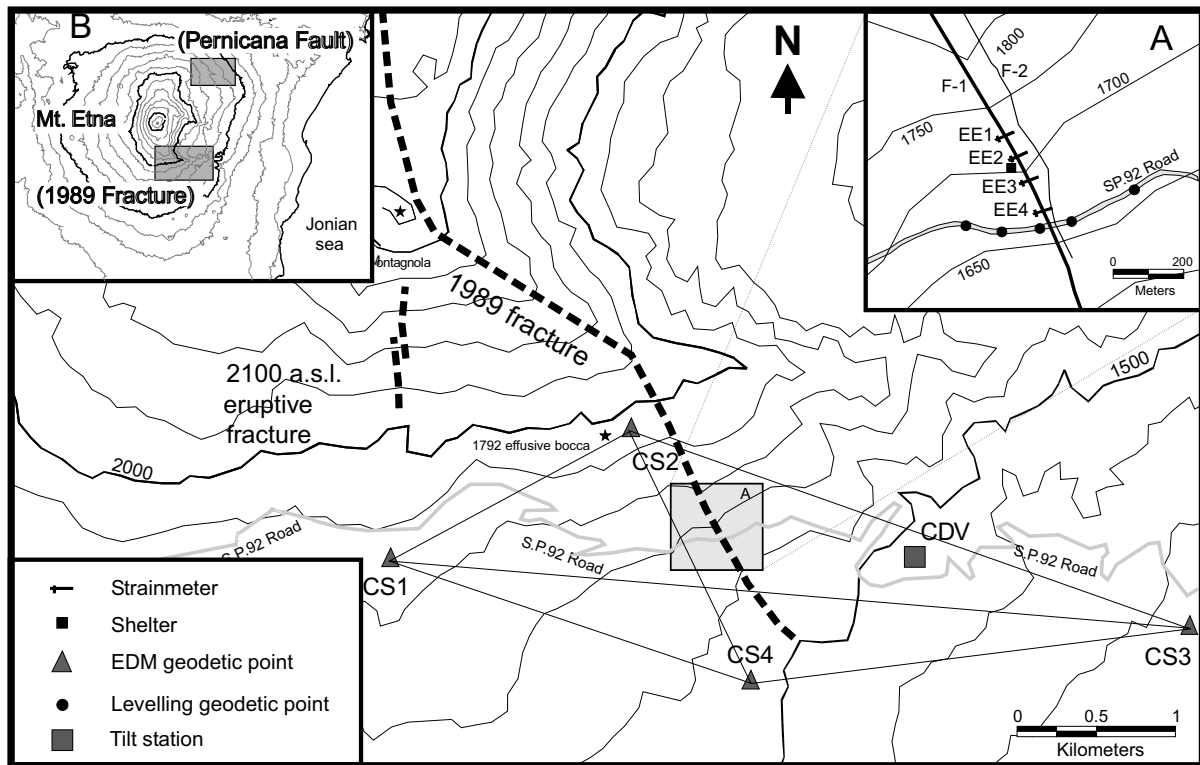 B
(Pernicana Fault)
Mt. Etna
(1989 Fracture)
Jonian
sea
N
A
1800
F-2
F-1
1700
1750
EE1
EE2
EE3
EE4
SP.92 Road
1650
0 200
Meters
ontagnola
1989 fracture
2100 a.s.l.
eruptive
fracture
1500
2000
1792 effusive bocca
CS2
A
CDV
S.P.92 Road
S.P.92 Road
S.P.92 Road
CS1
CS4
CS3
Strainmeter
Shelter
EDM geodetic point
Levelling geodetic point
Tilt station
0 0.5 1
Kilometers